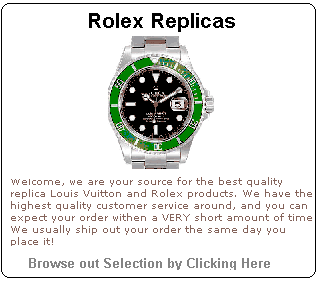 Rolex Replicas
Welcome, we are your source for the best quality
replica Louis Vuitton and Rolex products. We have the
highest quality customer service around, and you can
expect your order withen a VERY short amount of time
We usually ship out your order the same day you
place it!
Browse out Selection by Clicking Here